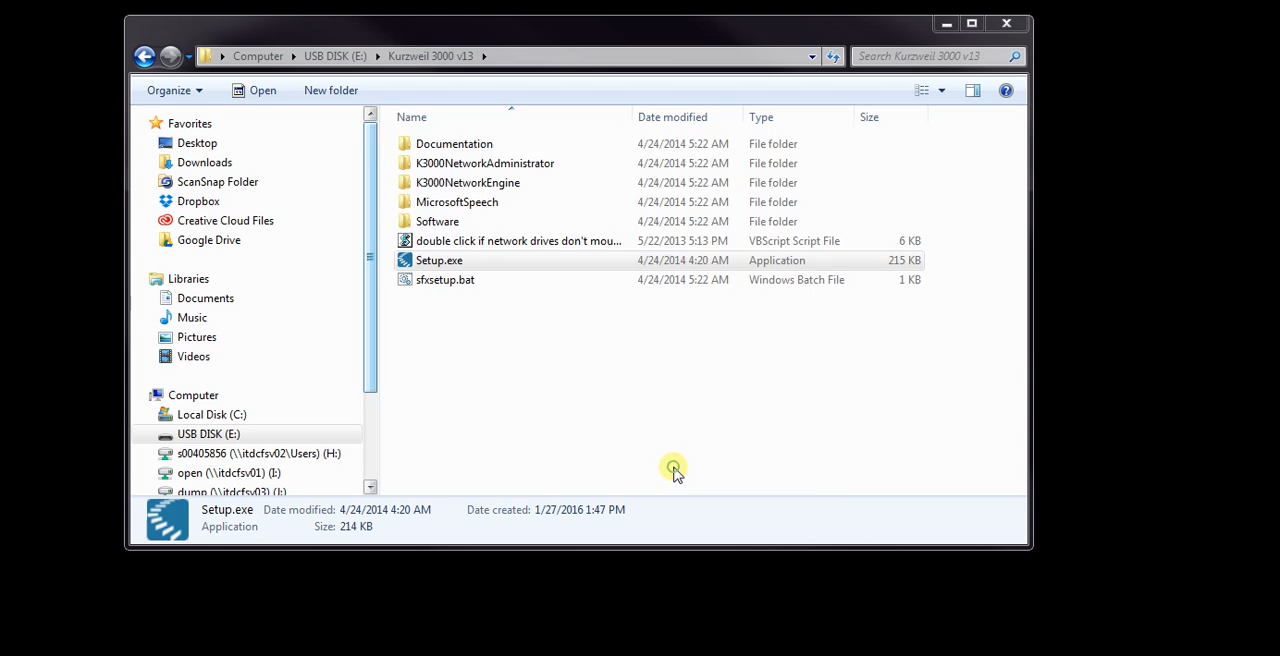 Computer USB DISK (E:) Kurzweil 3000 v13 Search Kurzweil 3000 v13
Organize Open New folder
Favorites
Desktop
Downloads
ScanSnap Folder
Dropbox
Creative Cloud Files
Google Drive
Libraries
Documents
Music
Pictures
Videos
Computer
Local Disk (C:)
USB DISK (E:)
s00405856 (\\itdcfsv02\Users) (H:)
open (\\itdcfsv01) (I:)
dump (\\itdcfsv03) (J:)
Name Date modified Type Size
Documentation 4/24/2014 5:22 AM File folder
K3000NetworkAdministrator 4/24/2014 5:22 AM File folder
K3000NetworkEngine 4/24/2014 5:22 AM File folder
MicrosoftSpeech 4/24/2014 5:22 AM File folder
Software 4/24/2014 5:22 AM File folder
double click if network drives don't mou... 5/22/2013 5:13 PM VBScript Script File 6 KB
Setup.exe 4/24/2014 4:20 AM Application 215 KB
sfxsetup.bat 4/24/2014 5:22 AM Windows Batch File 1 KB
Setup.exe Date modified: 4/24/2014 4:20 AM Date created: 1/27/2016 1:47 PM
Application Size: 214 KB